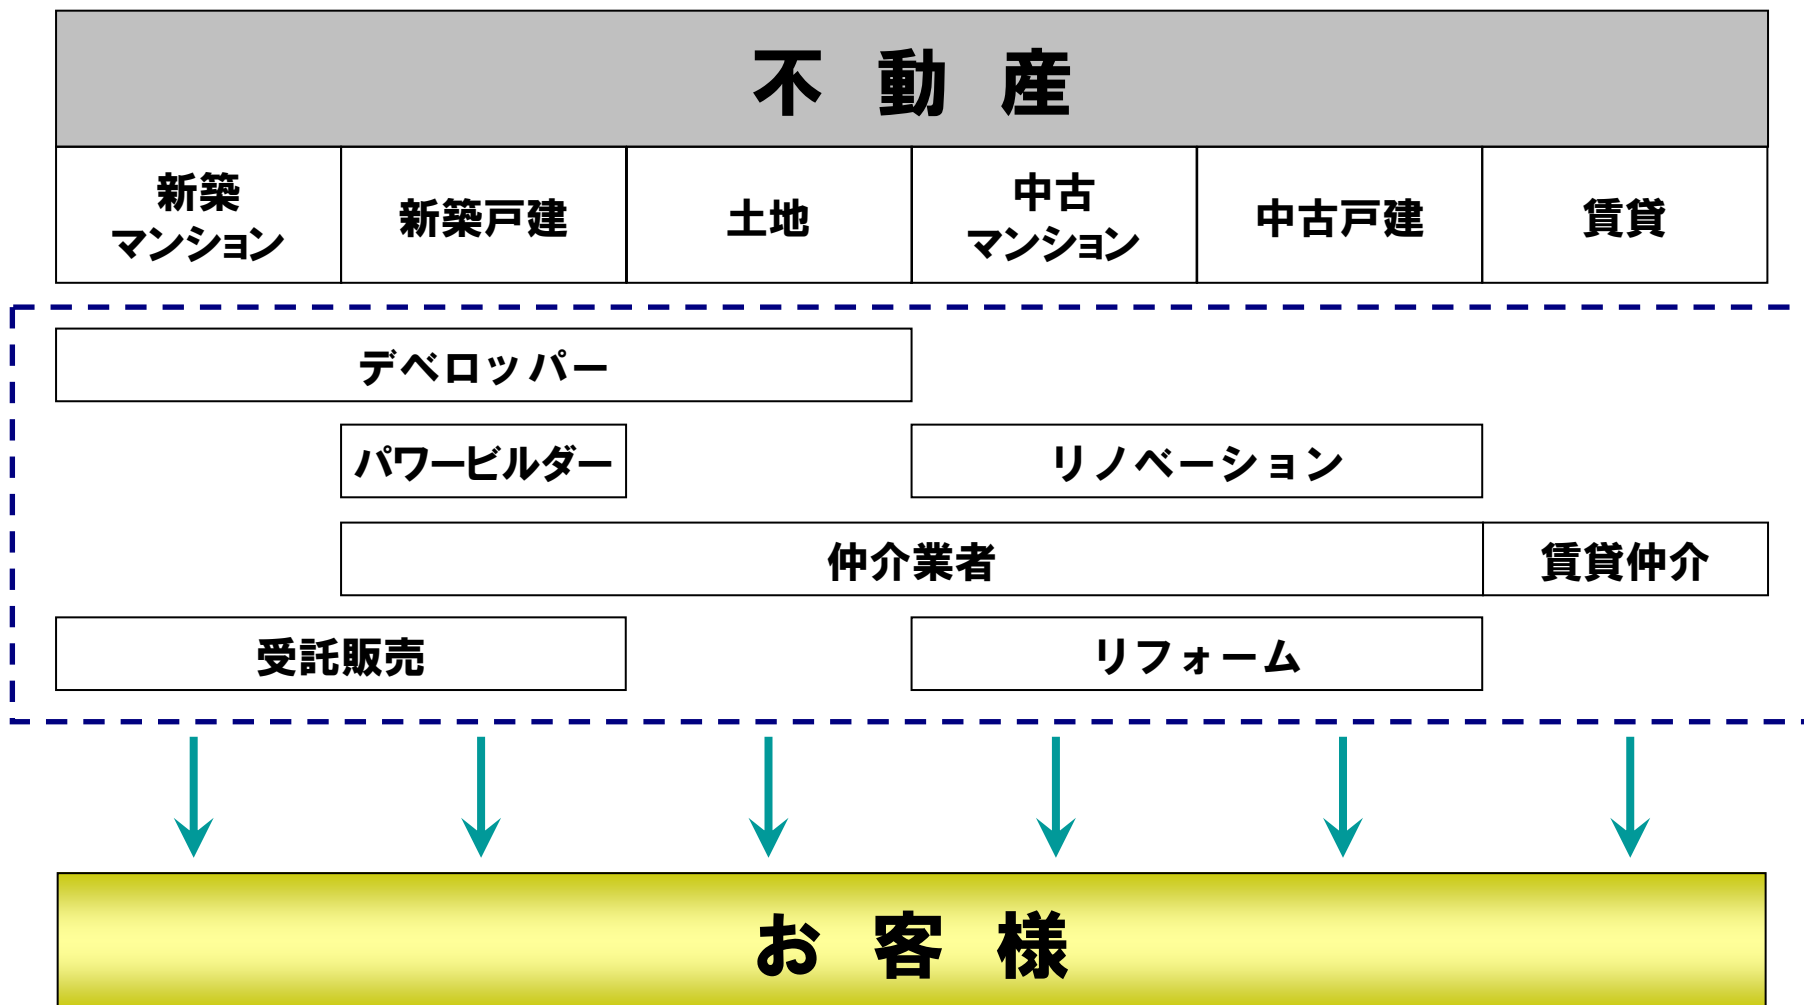 不動産
新築
マンション
新築戸建
土地
中古
マンション
中古戸建
賃貸
デベロッパー
パワービルダー
リノベーション
仲介業者
賃貸仲介
受託販売
リフォーム
お客様